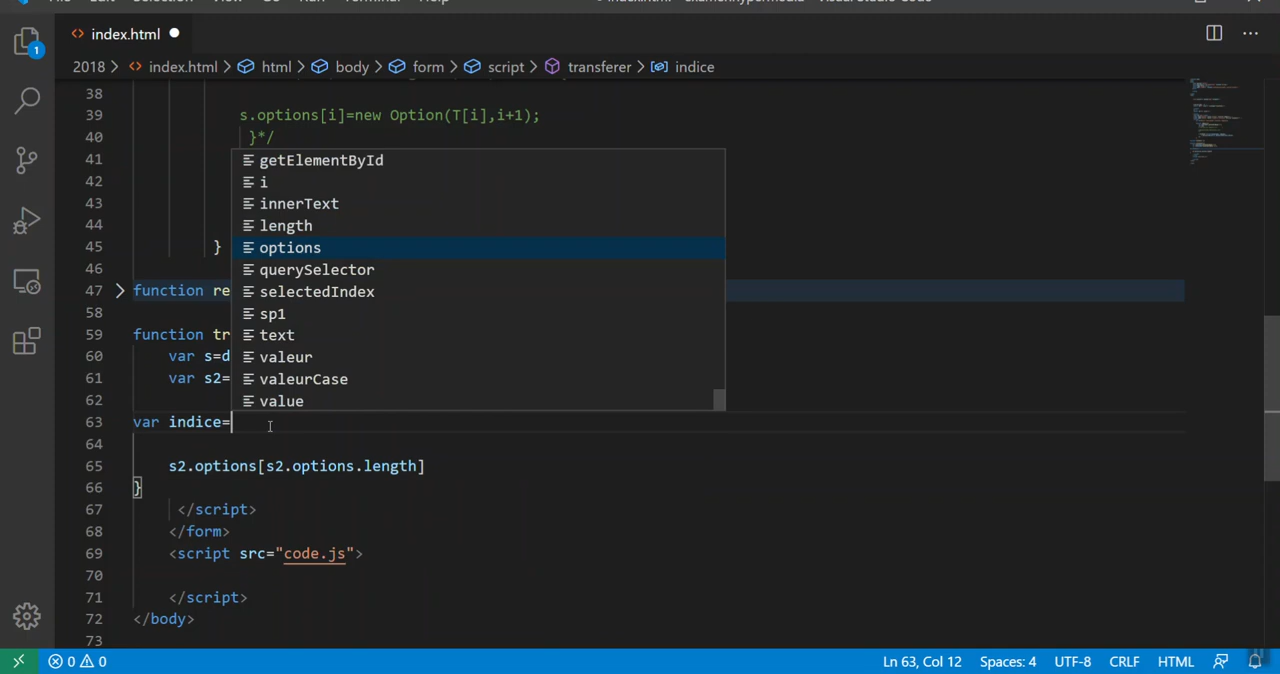 index.html
2018 > index.html > html > body > form > script > transferer > indice
38
39 s.options[i]=new Option(T[i],i+1);
40 }*/
41
42
43
44
45 }
46
47 function re
58
59 function tr
60 var s=d
61 var s2=
62
63 var indice=
64
65 s2.options[s2.options.length]
66 }
67 </script>
68 </form>
69 <script src="code.js">
70
71 </script>
72 </body>
73
getElementById
i
innerText
length
options
querySelector
selectedIndex
sp1
text
valeur
valeurCase
value
1
0 0
Ln 63, Col 12 Spaces: 4 UTF-8 CRLF HTML